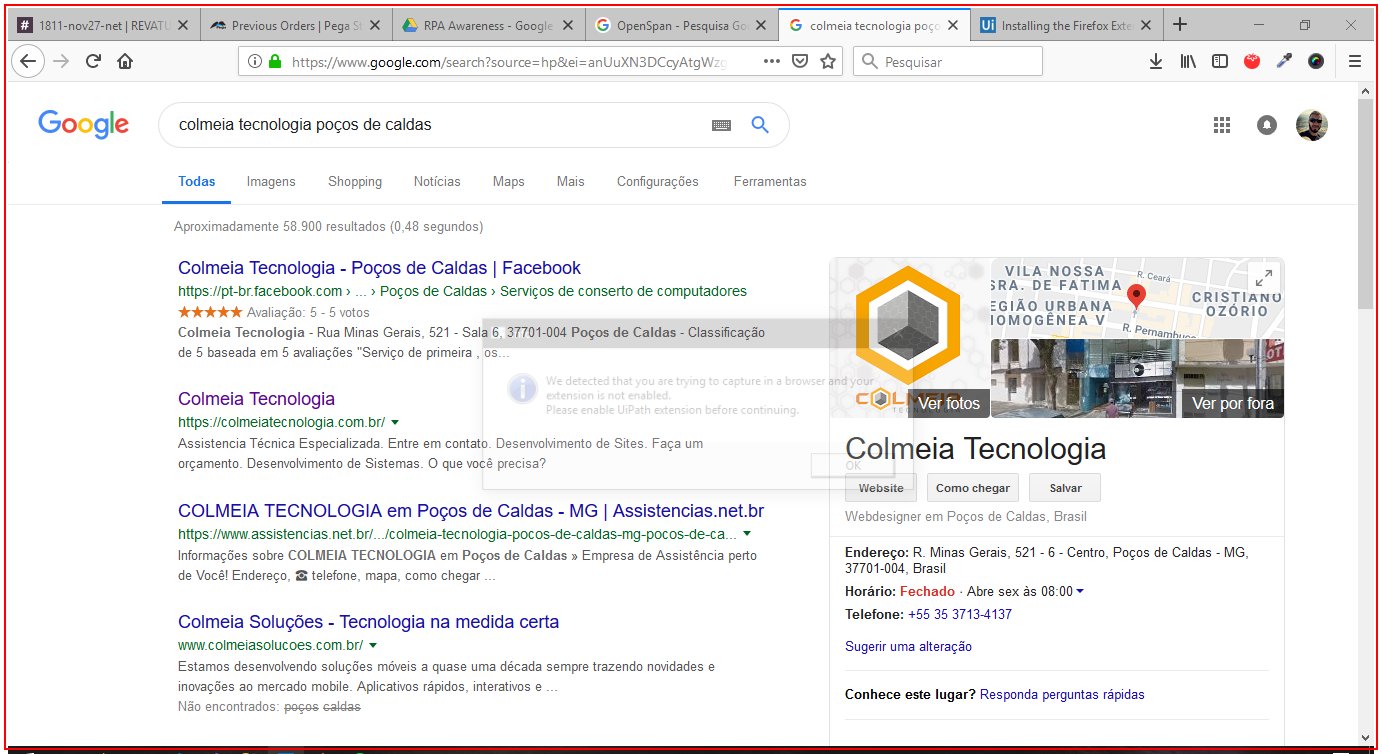 1811-nov27-net | REVATU
Previous Orders | Pega St
RPA Awareness - Google
OpenSpan - Pesquisa Go
colmeia tecnologia poço
Ui Installing the Firefox Exte
https://www.google.com/search?source=hp&ei=anUuXN3DCcyAtgWzg
Pesquisar
Google
colmeia tecnologia poços de caldas
Todas Imagens Shopping Notícias Maps Mais Configurações Ferramentas
Aproximadamente 58.900 resultados (0,48 segundos)
Colmeia Tecnologia - Poços de Caldas | Facebook
https://pt-br.facebook.com › ... › Poços de Caldas › Serviços de conserto de computadores
★★★★★ Avaliação: 5 - 5 votos
Colmeia Tecnologia - Rua Minas Gerais, 521 - Sala 6, 37701-004 Poços de Caldas - Classificação
de 5 baseada em 5 avaliações "Serviço de primeira , os...
We detected that you are trying to capture in a browser and your
extension is not enabled.
Please enable UiPath extension before continuing.
OK
Colmeia Tecnologia
https://colmeiatecnologia.com.br/
Assistencia Técnica Especializada. Entre em contato. Desenvolvimento de Sites. Faça um
orçamento. Desenvolvimento de Sistemas. O que você precisa?
COLMEIA TECNOLOGIA em Poços de Caldas - MG | Assistencias.net.br
https://www.assistencias.net.br/.../colmeia-tecnologia-pocos-de-caldas-mg-pocos-de-ca...
Informações sobre COLMEIA TECNOLOGIA em Poços de Caldas » Empresa de Assistência perto
de Você! Endereço, ☎ telefone, mapa, como chegar ...
Colmeia Soluções - Tecnologia na medida certa
www.colmeiasolucoes.com.br/
Estamos desenvolvendo soluções móveis a quase uma década sempre trazendo novidades e
inovações ao mercado mobile. Aplicativos rápidos, interativos e ...
Não encontrados: poços caldas
COLMEIA
TECNOLOGIA
Ver fotos
VILA NOSSA
SRA. DE FATIMA
EGIÃO URBANA
HOMOGÊNEA V
R. Ceará
CRISTIANO
OZÓRIO
R. Pernambuc
Ver por fora
Colmeia Tecnologia
Website Como chegar Salvar
Webdesigner em Poços de Caldas, Brasil
Endereço: R. Minas Gerais, 521 - 6 - Centro, Poços de Caldas - MG,
37701-004, Brasil
Horário: Fechado · Abre sex às 08:00
Telefone: +55 35 3713-4137
Sugerir uma alteração
Conhece este lugar? Responda perguntas rápidas